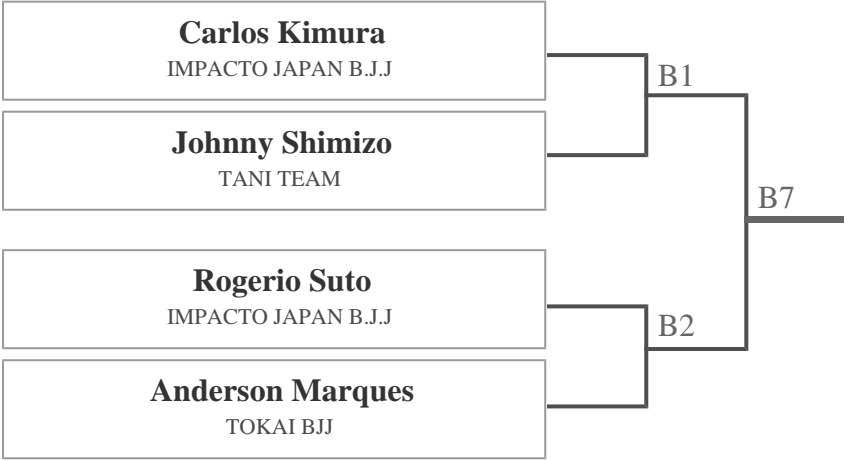 Carlos Kimura
IMPACTO JAPAN B.J.J
B1
Johnny Shimizo
TANI TEAM
B7
Rogerio Suto
IMPACTO JAPAN B.J.J
B2
Anderson Marques
TOKAI BJJ